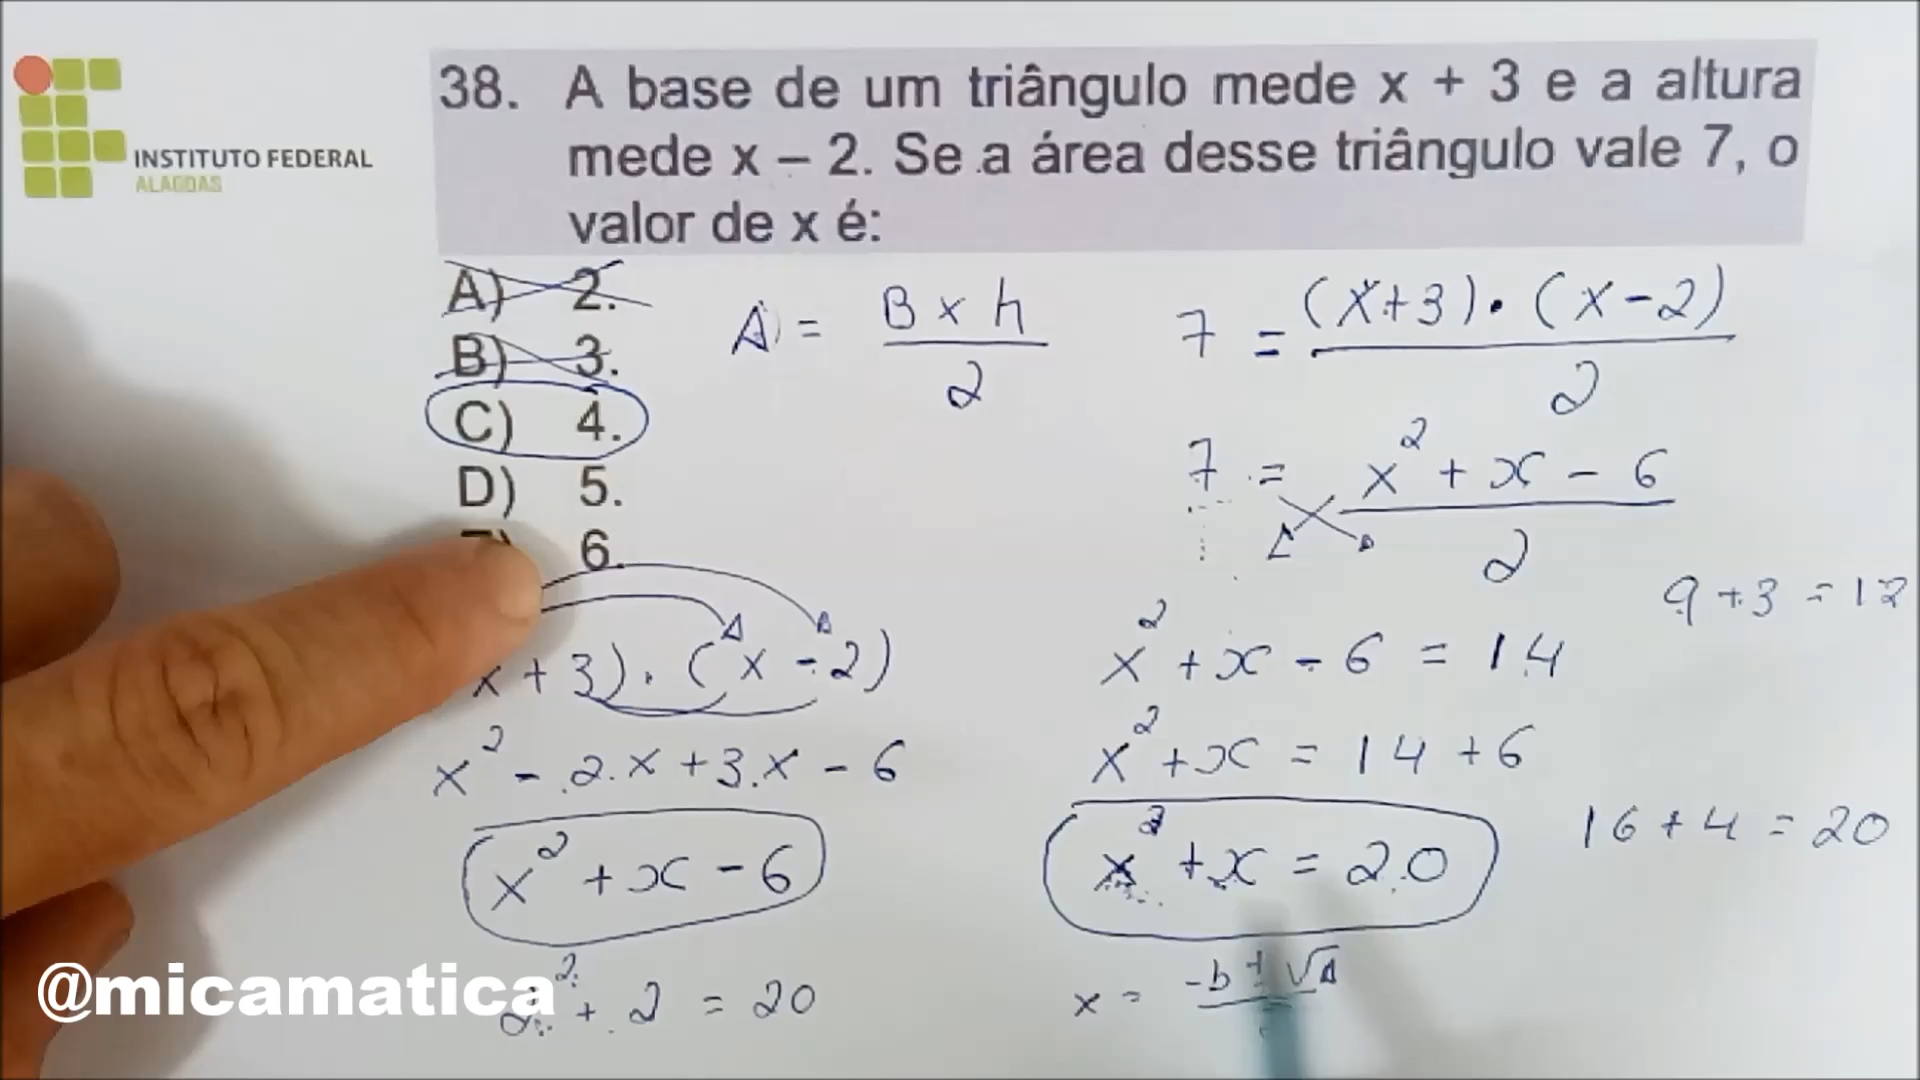 INSTITUTO FEDERAL
ALAGOAS
38. A base de um triângulo mede x + 3 e a altura
mede x – 2. Se a área desse triângulo vale 7, o
valor de x é:
A) 2.
B) 3.
C) 4.
D) 5.
6.
A = B x h / 2
7 = (x+3) . (x-2) / 2
7 = x² + x - 6 / 2
9 + 3 = 12
x + 3) . (x - 2)
x² + x - 6 = 14
x² - 2.x + 3.x - 6
x² + x = 14 + 6
x² + x - 6
x² + x = 20
16 + 4 = 20
@micamatica
2² + 2 = 20
x = -b ± √Δ